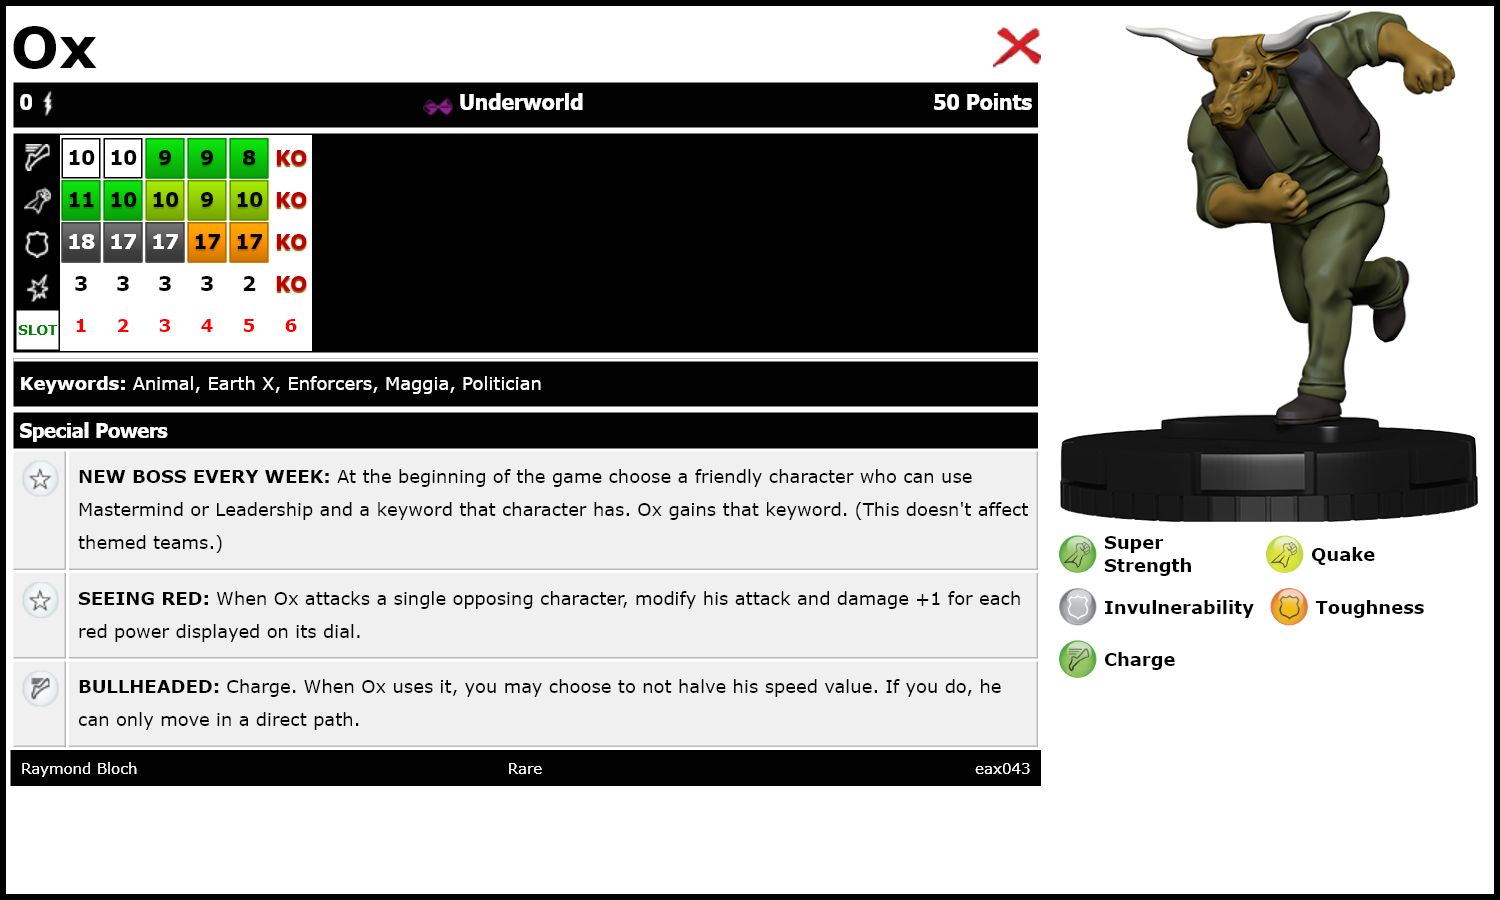 Ox
0 Underworld 50 Points
10 10 9 9 8 KO
11 10 10 9 10 KO
18 17 17 17 17 KO
3 3 3 3 2 KO
SLOT 1 2 3 4 5 6
Keywords: Animal, Earth X, Enforcers, Maggia, Politician
Special Powers
NEW BOSS EVERY WEEK: At the beginning of the game choose a friendly character who can use
Mastermind or Leadership and a keyword that character has. Ox gains that keyword. (This doesn't affect
themed teams.)
SEEING RED: When Ox attacks a single opposing character, modify his attack and damage +1 for each
red power displayed on its dial.
BULLHEADED: Charge. When Ox uses it, you may choose to not halve his speed value. If you do, he
can only move in a direct path.
Raymond Bloch Rare eax043
Super
Strength
Quake
Invulnerability
Toughness
Charge